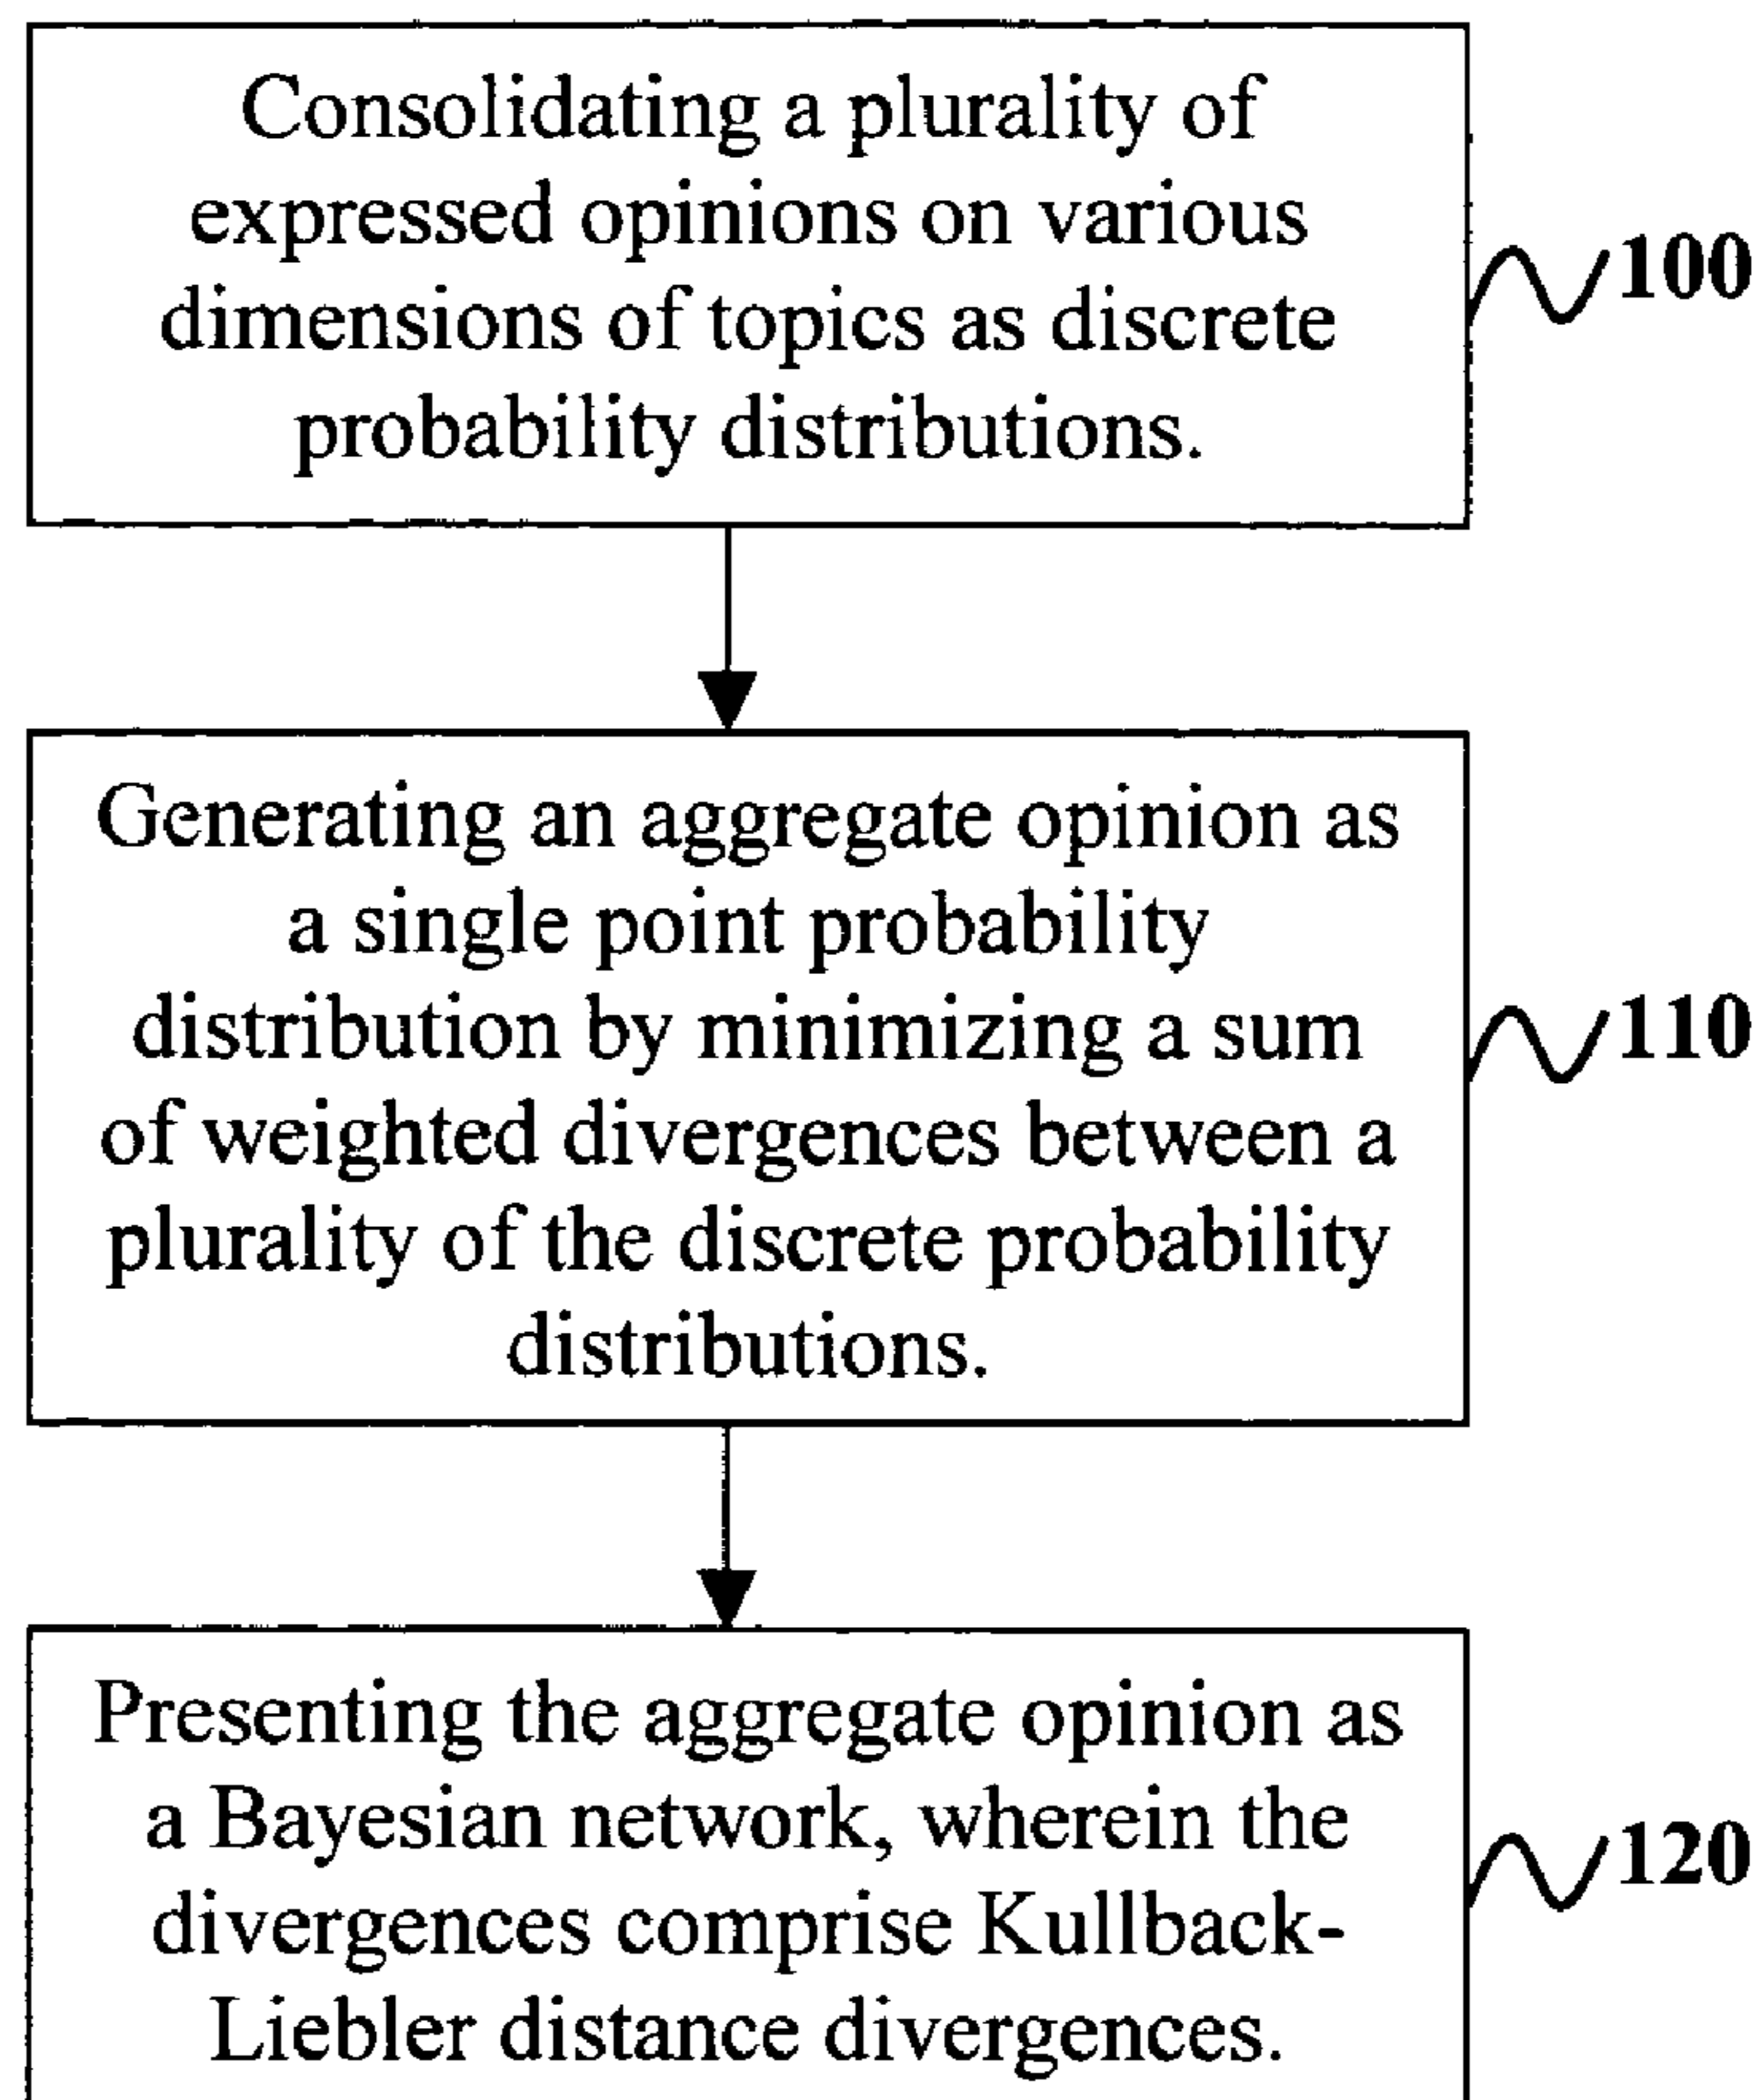 Consolidating a plurality of
expressed opinions on various
dimensions of topics as discrete
probability distributions.
100
Generating an aggregate opinion as
a single point probability
distribution by minimizing a sum
of weighted divergences between a
plurality of the discrete probability
distributions.
110
Presenting the aggregate opinion as
a Bayesian network, wherein the
divergences comprise Kullback-
Liebler distance divergences.
120